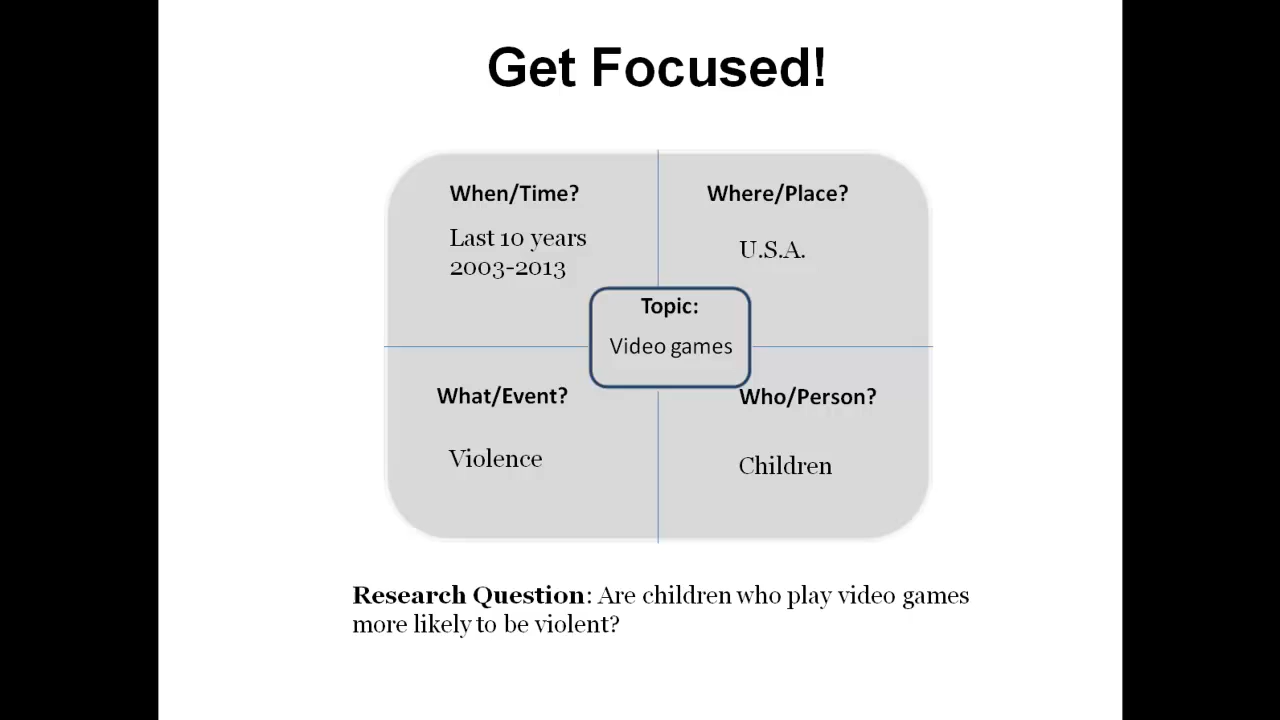 Get Focused!
When/Time?
Last 10 years
2003-2013
Where/Place?
U.S.A.
Topic:
Video games
What/Event?
Violence
Who/Person?
Children
Research Question: Are children who play video games
more likely to be violent?